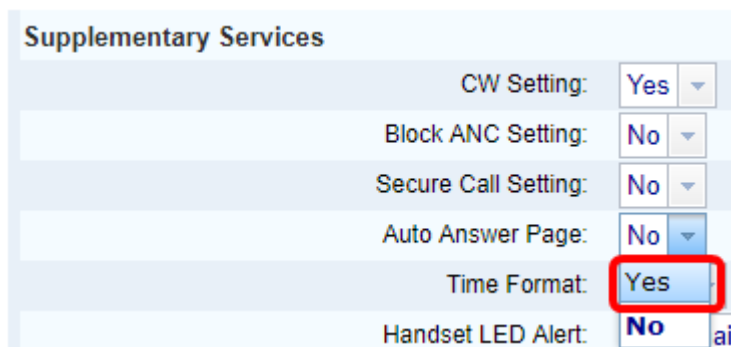 Supplementary Services
CW Setting: Yes
Block ANC Setting: No
Secure Call Setting: No
Auto Answer Page: No
Time Format: Yes
Handset LED Alert: No ai